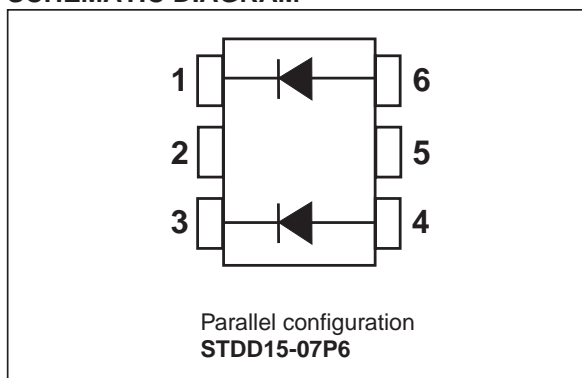 SCHEMATIC DIAGRAM
1 6
2 5
3 4
Parallel configuration
STDD15-07P6